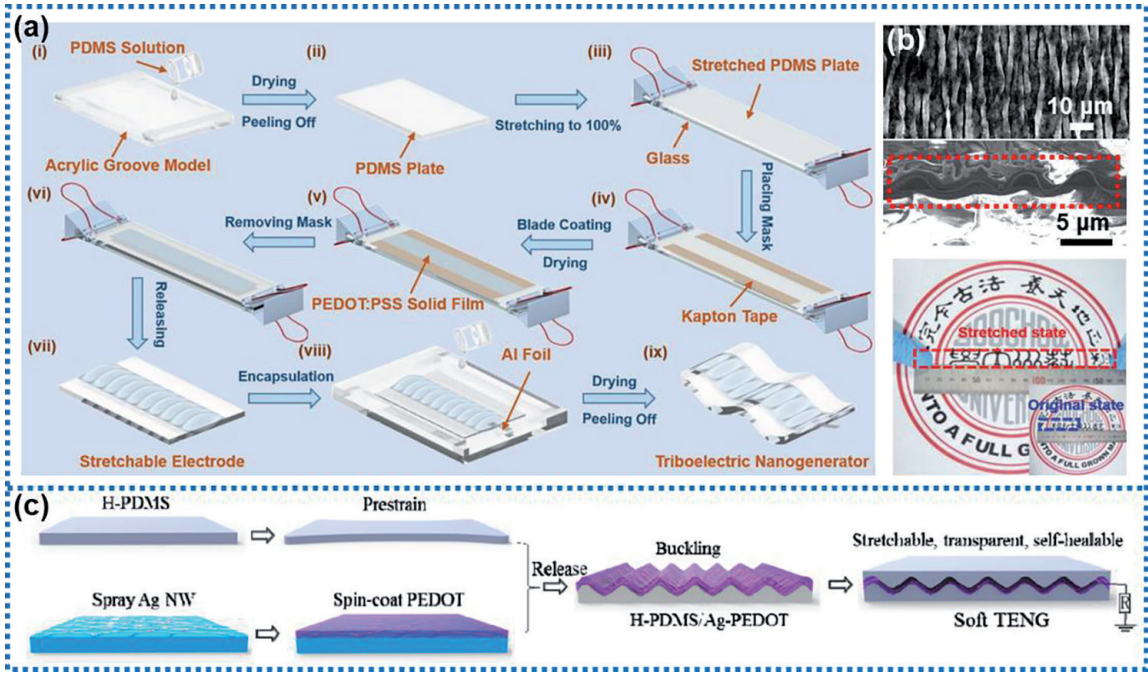 (a)
(i)
PDMS Solution
Acrylic Groove Model
Drying
Peeling Off
(ii)
PDMS Plate
Stretching to 100%
(iii)
Stretched PDMS Plate
Glass
Placing Mask
(iv)
Kapton Tape
Blade Coating
Drying
(v)
PEDOT:PSS Solid Film
Removing Mask
(vi)
Releasing
(vii)
Stretchable Electrode
Encapsulation
(viii)
Al Foil
Drying
Peeling Off
(ix)
Triboelectric Nanogenerator
(b)
10 μm
5 μm
Stretched state
Original state
(c)
H-PDMS
Prestrain
Spray Ag NW
Spin-coat PEDOT
Release
Buckling
H-PDMS/Ag-PEDOT
Stretchable, transparent, self-healable
Soft TENG
R